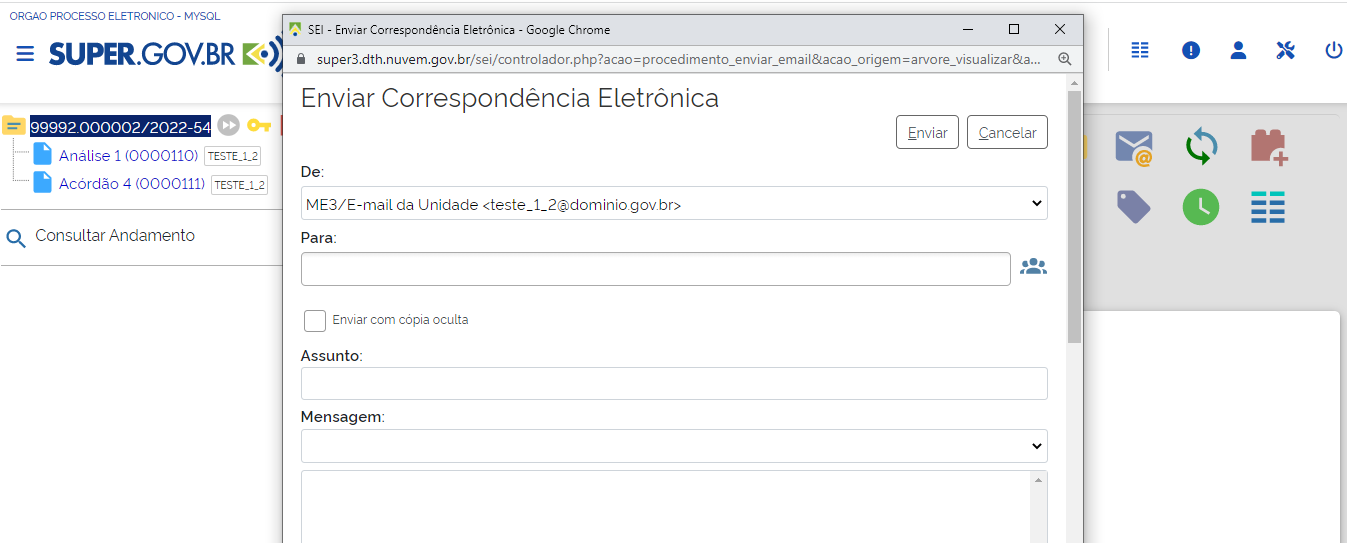 ORGAO PROCESSO ELETRONICO - MYSQL
SUPER.GOV.BR
99992.000002/2022-54
Análise 1 (0000110) TESTE_1_2
Acórdão 4 (0000111) TESTE_1_2
Consultar Andamento
SEI - Enviar Correspondência Eletrônica - Google Chrome
super3.dth.nuvem.gov.br/sei/controlador.php?acao=procedimento_enviar_email&acao_origem=arvore_visualizar&a...
Enviar Correspondência Eletrônica
Enviar Cancelar
De:
ME3/E-mail da Unidade <teste_1_2@dominio.gov.br>
Para:
Enviar com cópia oculta
Assunto:
Mensagem: